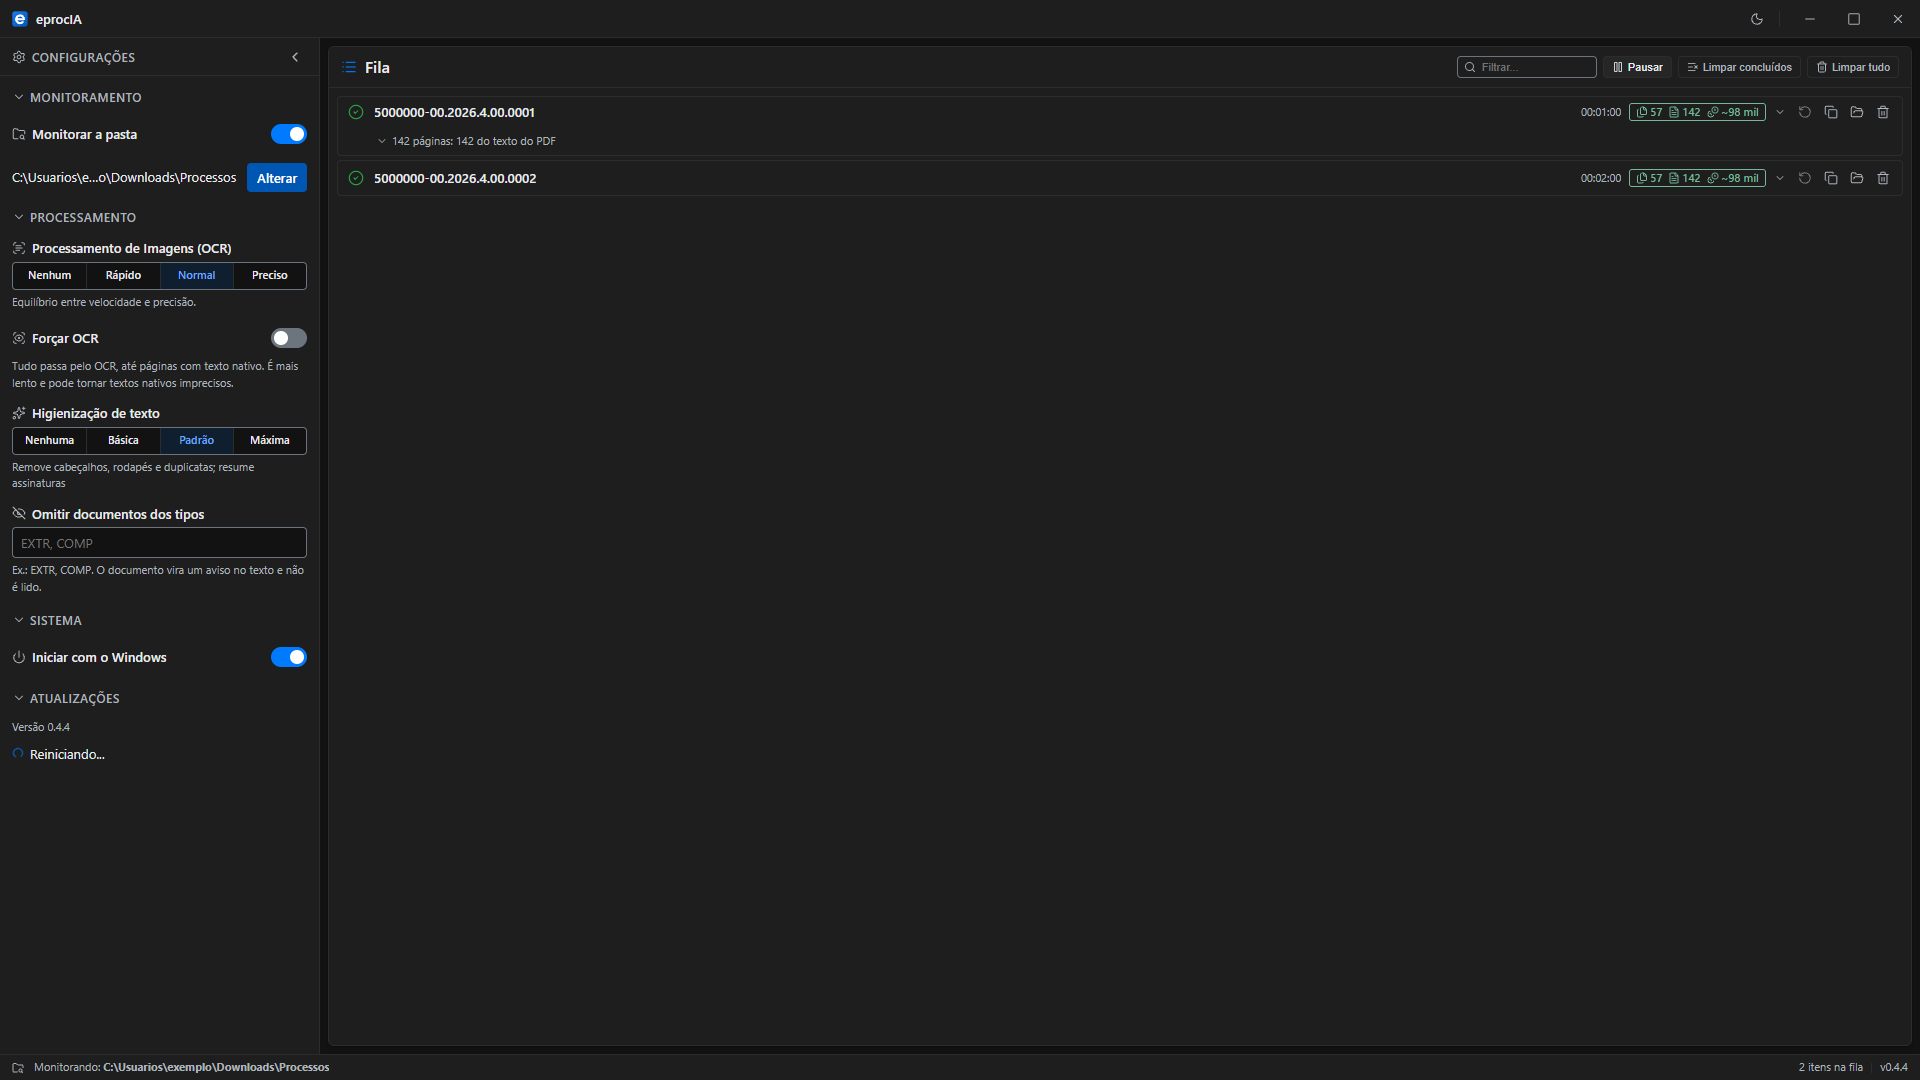 eprocIA
CONFIGURAÇÕES
MONITORAMENTO
Monitorar a pasta
C:\Usuarios\e...o\Downloads\Processos
Alterar
PROCESSAMENTO
Processamento de Imagens (OCR)
Nenhum Rápido Normal Preciso
Equilíbrio entre velocidade e precisão.
Forçar OCR
Tudo passa pelo OCR, até páginas com texto nativo. É mais
lento e pode tornar textos nativos imprecisos.
Higienização de texto
Nenhuma Básica Padrão Máxima
Remove cabeçalhos, rodapés e duplicatas; resume
assinaturas
Omitir documentos dos tipos
EXTR, COMP
Ex.: EXTR, COMP. O documento vira um aviso no texto e não
é lido.
SISTEMA
Iniciar com o Windows
ATUALIZAÇÕES
Versão 0.4.4
Reiniciando...
Fila
Filtrar...
Pausar
Limpar concluídos
Limpar tudo
5000000-00.2026.4.00.0001
00:01:00 57 142 ~98 mil
142 páginas: 142 do texto do PDF
5000000-00.2026.4.00.0002
00:02:00 57 142 ~98 mil
Monitorando: C:\Usuarios\exemplo\Downloads\Processos
2 itens na fila
v0.4.4